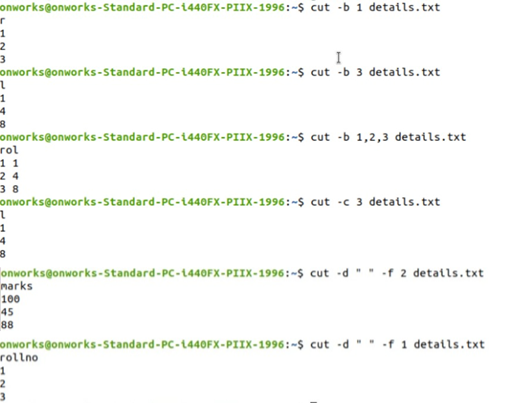 onworks@onworks-Standard-PC-i440FX-PIIX-1996:~$ cut -b 1 details.txt
r
1
2
3
onworks@onworks-Standard-PC-i440FX-PIIX-1996:~$ cut -b 3 details.txt
l
1
4
8
onworks@onworks-Standard-PC-i440FX-PIIX-1996:~$ cut -b 1,2,3 details.txt
rol
1 1
2 4
3 8
onworks@onworks-Standard-PC-i440FX-PIIX-1996:~$ cut -c 3 details.txt
l
1
4
8
onworks@onworks-Standard-PC-i440FX-PIIX-1996:~$ cut -d " " -f 2 details.txt
marks
100
45
88
onworks@onworks-Standard-PC-i440FX-PIIX-1996:~$ cut -d " " -f 1 details.txt
rollno
1
2
3